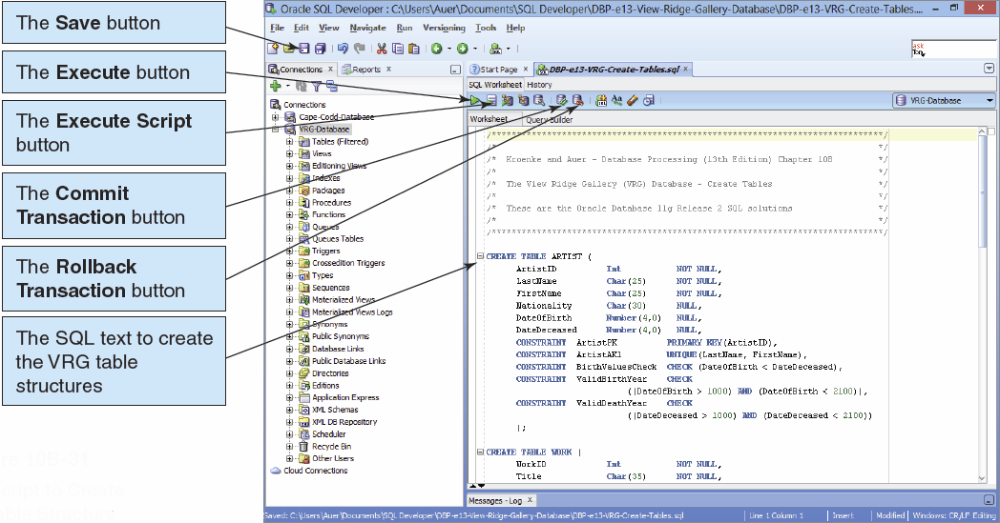 The Save button
The Execute button
The Execute Script
button
The Commit
Transaction button
The Rollback
Transaction button
The SQL text to create
the VRG table
structures
Oracle SQL Developer : C:\Users\Auer\Documents\SQL Developer\DBP-e13-View-Ridge-Gallery-Database\DBP-e13-VRG-Create-Tables....
File Edit View Navigate Run Versioning Tools Help
ask
Tom
Connections
Reports
Start Page
DBP-e13-VRG-Create-Tables.sql
SQL Worksheet History
VRG-Database
Worksheet Query Builder
Connections
Cape-Codd-Database
VRG-Database
Tables (Filtered)
Views
Editioning Views
Indexes
Packages
Procedures
Functions
Queues
Queues Tables
Triggers
Crossedition Triggers
Types
Sequences
Materialized Views
Materialized Views Logs
Synonyms
Public Synonyms
Database Links
Public Database Links
Directories
Editions
Application Express
XML Schemas
XML DB Repository
Scheduler
Recycle Bin
Other Users
Cloud Connections
/******************************************************************************/
/* */
/* Kroenke and Auer - Database Processing (13th Edition) Chapter 10B */
/* */
/* The View Ridge Gallery (VRG) Database - Create Tables */
/* */
/* These are the Oracle Database 11g Release 2 SQL solutions */
/* */
/******************************************************************************/
CREATE TABLE ARTIST (
ArtistID Int NOT NULL,
LastName Char(25) NOT NULL,
FirstName Char(25) NOT NULL,
Nationality Char(30) NULL,
DateOfBirth Number(4,0) NULL,
DateDeceased Number(4,0) NULL,
CONSTRAINT ArtistPK PRIMARY KEY(ArtistID),
CONSTRAINT ArtistAK1 UNIQUE(LastName, FirstName),
CONSTRAINT BirthValuesCheck CHECK (DateOfBirth < DateDeceased),
CONSTRAINT ValidBirthYear CHECK
((DateOfBirth > 1000) AND (DateOfBirth < 2100)),
CONSTRAINT ValidDeathYear CHECK
((DateDeceased > 1000) AND (DateDeceased < 2100))
);
CREATE TABLE WORK (
WorkID Int NOT NULL,
Title Char(35) NOT NULL,
Messages - Log
Saved: C:\Users\Auer\Documents\SQL Developer\DBP-e13-View-Ridge-Gallery-Database\DBP-e13-VRG-Create-Tables.sql
Line 1 Column 1
Insert
Modified
Windows: CR/LF Editing